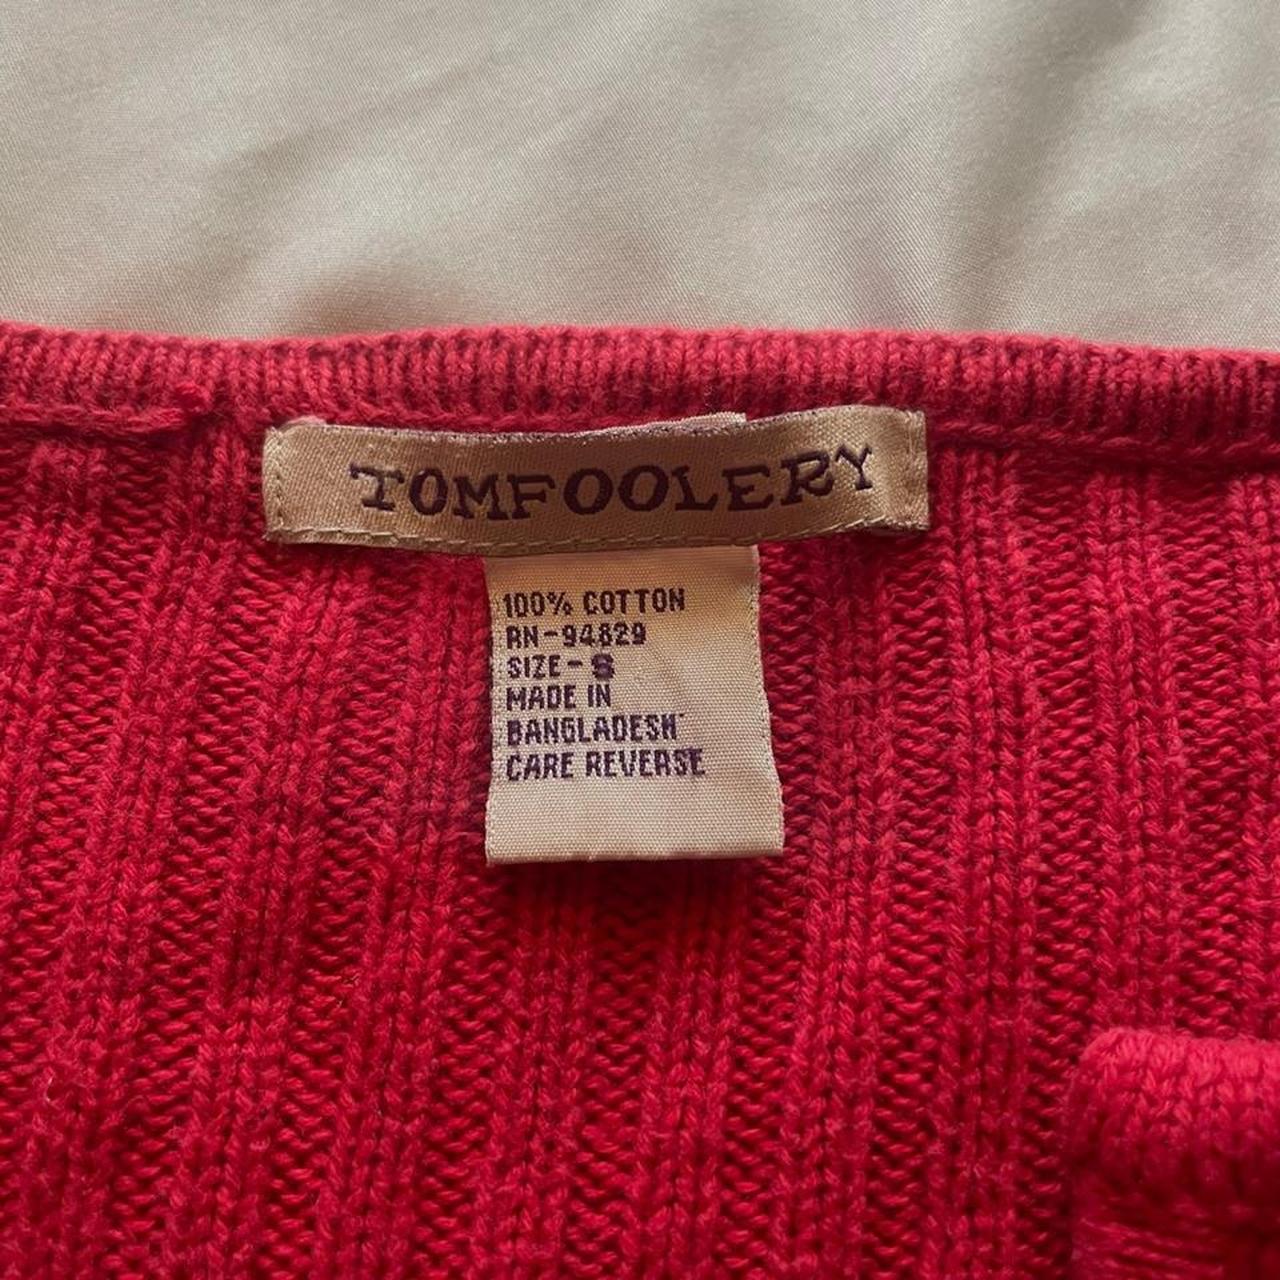 TOMFOOLERY
100% COTTON
RN-94829
SIZE-S
MADE IN
BANGLADESH
CARE REVERSE